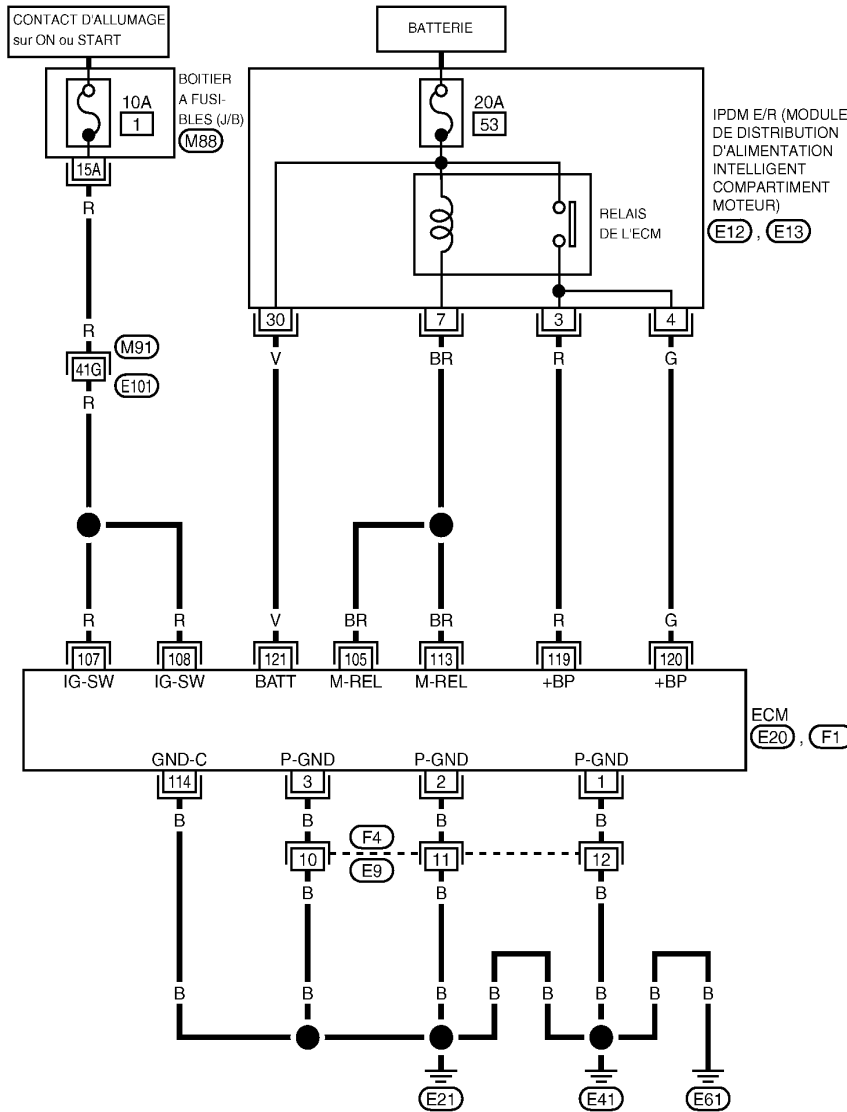 CONTACT D'ALLUMAGE
sur ON ou START
BATTERIE
BOITIER
A FUSI-
BLES (J/B)
M88
10A
1
15A
20A
53
IPDM E/R (MODULE
DE DISTRIBUTION
D'ALIMENTATION
INTELLIGENT
COMPARTIMENT
MOTEUR)
E12 , E13
RELAIS
DE L'ECM
30 7 3 4
R
V BR R G
R
M91
41G
E101
R
R R V BR BR R G
107 108 121 105 113 119 120
IG-SW IG-SW BATT M-REL M-REL +BP +BP
ECM
E20 , F1
GND-C P-GND P-GND P-GND
114 3 2 1
B B B B
F4
10 11 12
E9
B B B
B B B B B B B B
E21 E41 E61